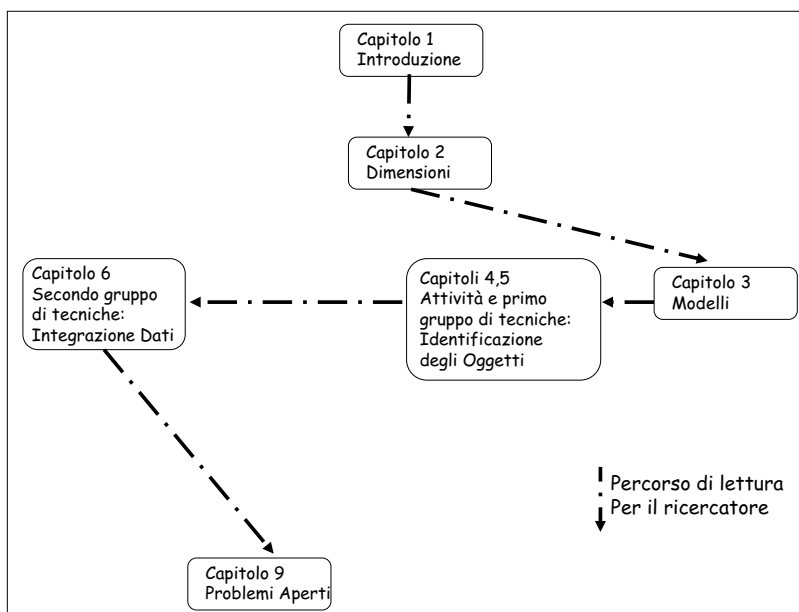 Capitolo 1
Introduzione
Capitolo 2
Dimensioni
Capitolo 3
Modelli
Capitoli 4,5
Attività e primo
gruppo di tecniche:
Identificazione
degli Oggetti
Capitolo 6
Secondo gruppo
di tecniche:
Integrazione Dati
Capitolo 9
Problemi Aperti
Percorso di lettura
Per il ricercatore